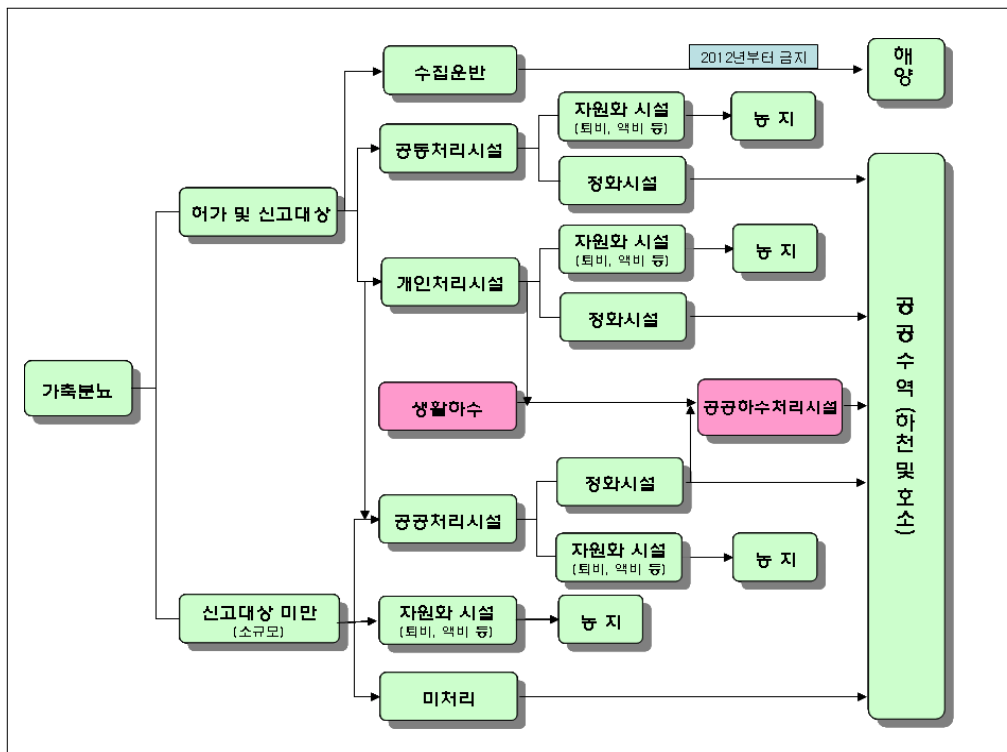 수집운반
2012년부터 금지
해양
공동처리시설
자원화 시설
(퇴비, 액비 등)
농 지
정화시설
허가 및 신고대상
개인처리시설
자원화 시설
(퇴비, 액비 등)
농 지
정화시설
가축분뇨
생활하수
공공하수처리시설
공공수역(하천및호소)
공공처리시설
정화시설
자원화 시설
(퇴비, 액비 등)
농 지
신고대상 미만
(소규모)
자원화 시설
(퇴비, 액비 등)
농 지
미처리